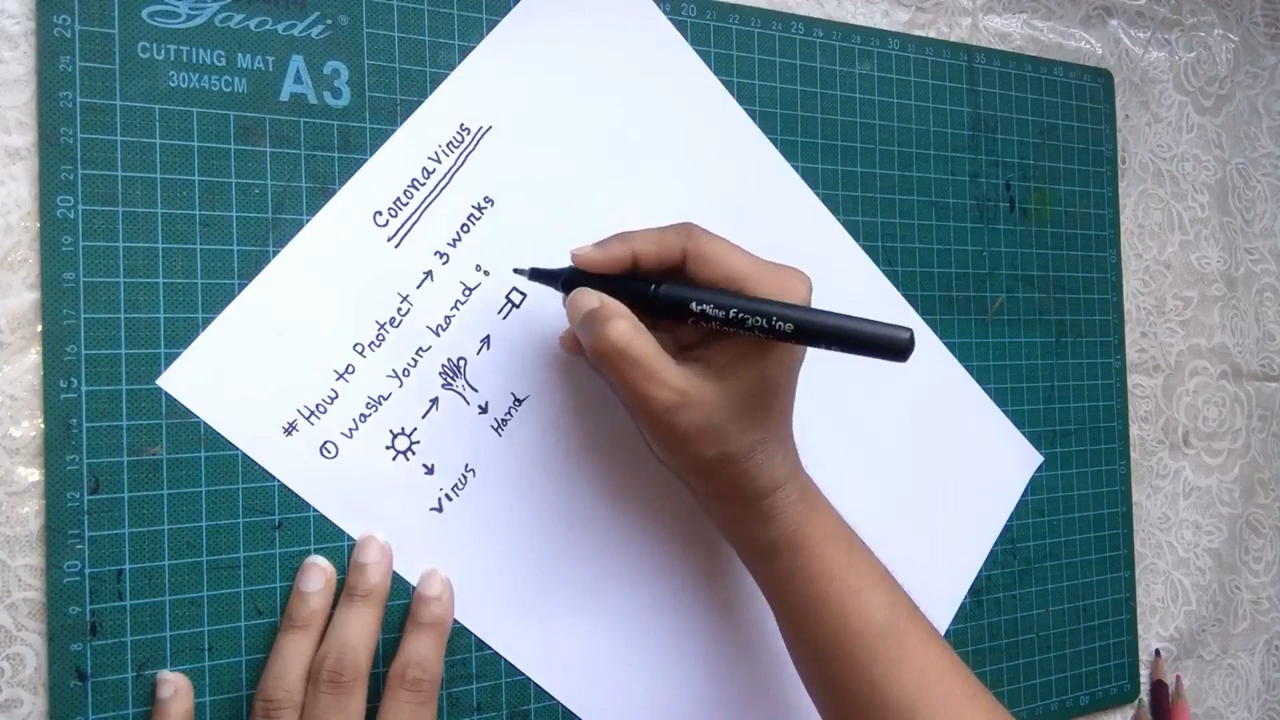 Gaodi®
CUTTING MAT
30X45CM
A3
CoronaVirus
# How to Protect → 3 works
① Wash Your hand :
→ →
Hand
virus
Artline ErgoLine